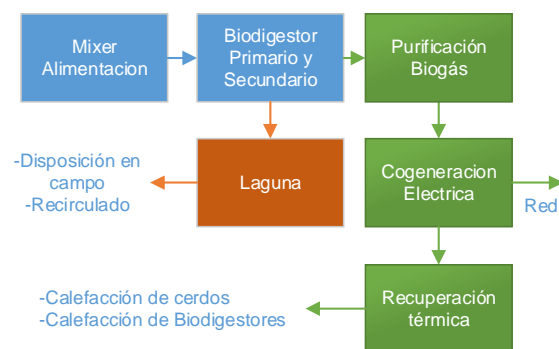 Mixer
Alimentacion
Biodigestor
Primario y
Secundario
Purificación
Biogás
-Disposición en
campo
-Recirculado
Laguna
Cogeneracion
Electrica
Red
-Calefacción de cerdos
-Calefacción de Biodigestores
Recuperación
térmica